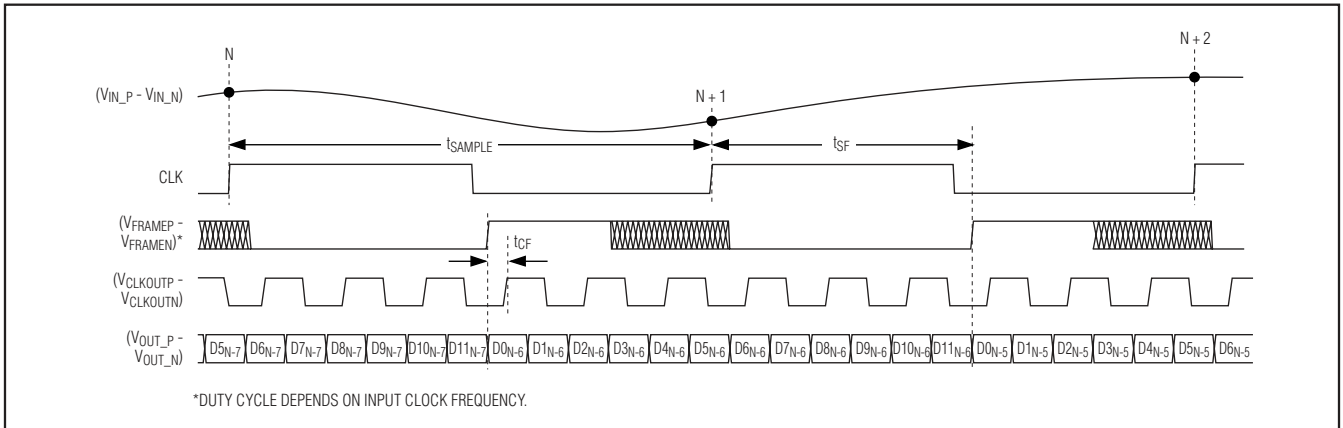 N
N + 2
(VIN_P - VIN_N)
N + 1
tSAMPLE
tSF
CLK
(VFRAMEP -
VFRAMEN)*
tCF
(VCLKOUTP -
VCLKOUTN)
(VOUT_P -
VOUT_N)
D5N-7 D6N-7 D7N-7 D8N-7 D9N-7 D10N-7 D11N-7 D0N-6 D1N-6 D2N-6 D3N-6 D4N-6 D5N-6 D6N-6 D7N-6 D8N-6 D9N-6 D10N-6 D11N-6 D0N-5 D1N-5 D2N-5 D3N-5 D4N-5 D5N-5 D6N-5
*DUTY CYCLE DEPENDS ON INPUT CLOCK FREQUENCY.